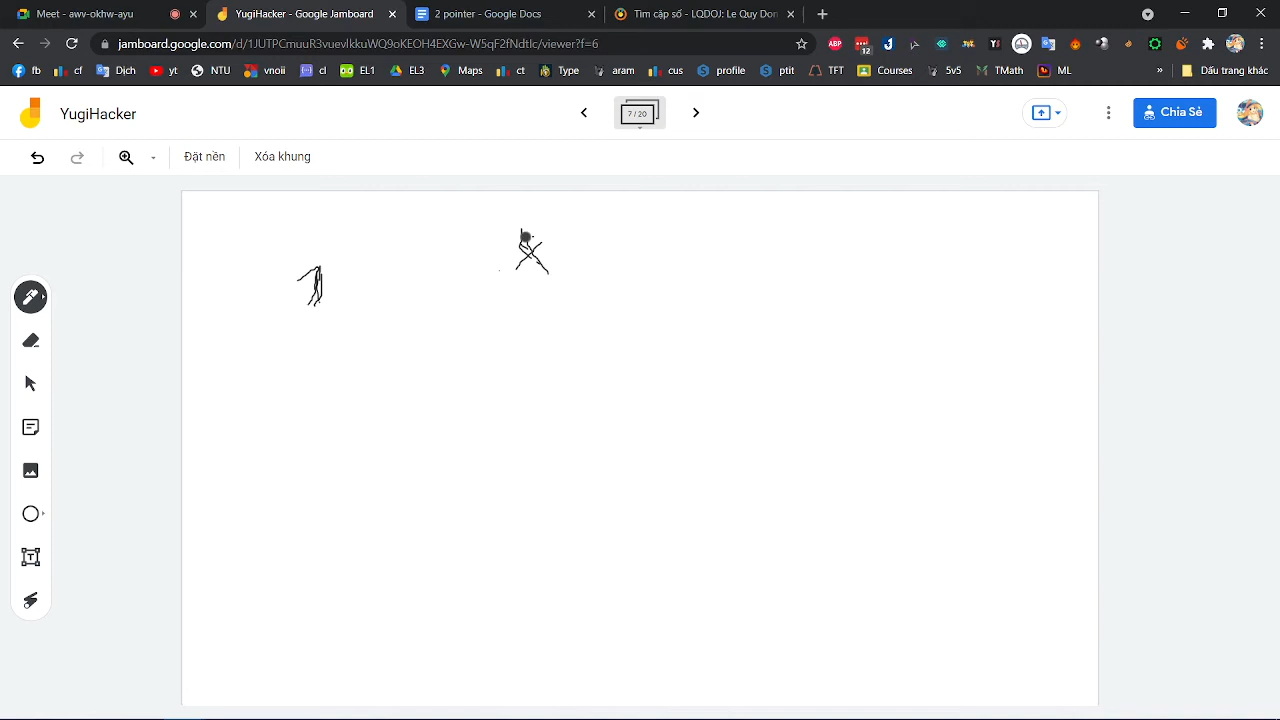 Meet - awv-okhw-ayu
YugiHacker - Google Jamboard
2 pointer - Google Docs
Tìm cặp số - LQDOJ: Le Quy Don
jamboard.google.com/d/1JUTPCmuuR3vuevlkkuWQ9oKEOH4EXGw-W5qF2fNdtIc/viewer?f=6
ABP
12
fb
cf
Dịch
yt
NTU
vnoii
cl
EL1
EL3
Maps
ct
Type
aram
cus
profile
ptit
TFT
Courses
5v5
TMath
ML
»
Dấu trang khác
YugiHacker
7 / 20
Chia Sẻ
Đặt nền
Xóa khung
T